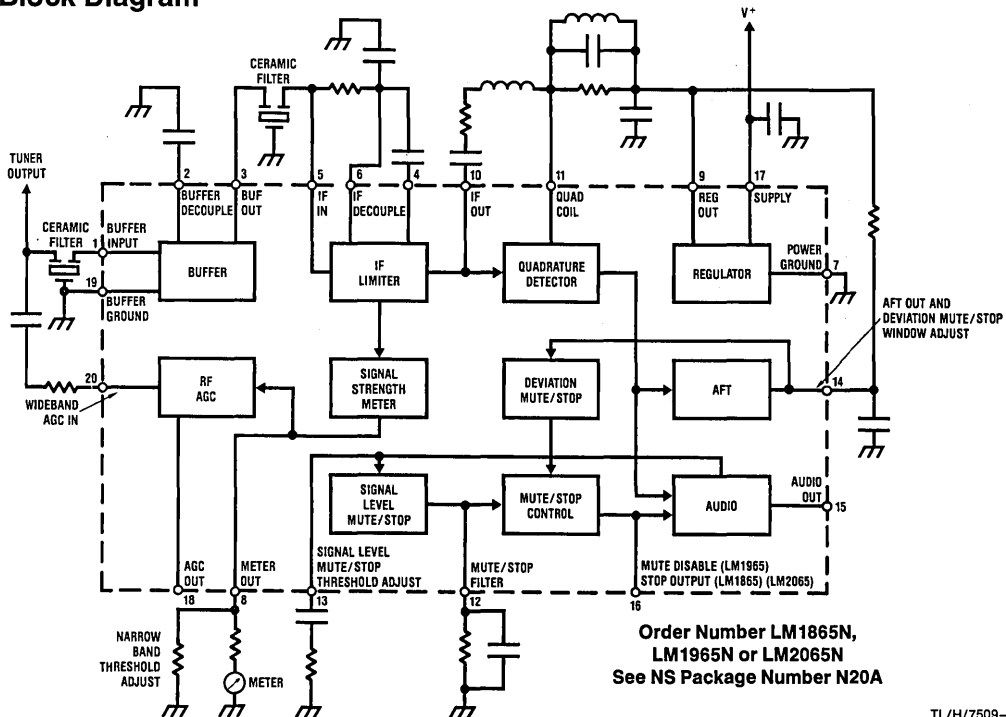 Block Diagram
V+
CERAMIC
FILTER
TUNER
OUTPUT
2
BUFFER
DECOUPLE
3
BUF
OUT
5
IF
IN
6
IF
DECOUPLE
4
10
IF
OUT
11
QUAD
COIL
9
REG
OUT
17
SUPPLY
CERAMIC
FILTER
1
BUFFER
INPUT
19
BUFFER
GROUND
BUFFER
IF
LIMITER
QUADRATURE
DETECTOR
REGULATOR
POWER
GROUND
7
AFT OUT AND
DEVIATION MUTE/STOP
WINDOW ADJUST
20
WIDEBAND
AGC IN
RF
AGC
SIGNAL
STRENGTH
METER
DEVIATION
MUTE/STOP
AFT
14
SIGNAL
LEVEL
MUTE/STOP
MUTE/STOP
CONTROL
AUDIO
AUDIO
OUT
15
AGC
OUT
18
METER
OUT
8
SIGNAL LEVEL
MUTE/STOP
THRESHOLD ADJUST
13
MUTE/STOP
FILTER
12
MUTE DISABLE (LM1965)
STOP OUTPUT (LM1865) (LM2065)
16
NARROW
BAND
THRESHOLD
ADJUST
METER
Order Number LM1865N,
LM1965N or LM2065N
See NS Package Number N20A
TL/H/7509–